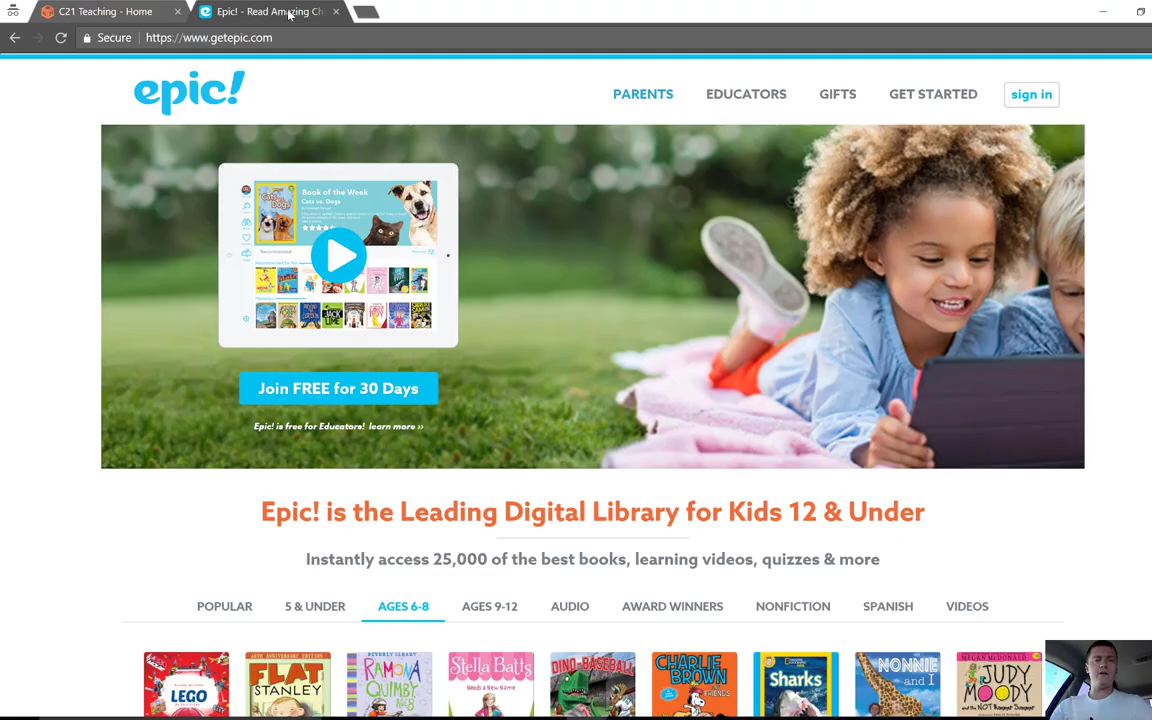 C21 Teaching - Home
Epic! - Read Amazing Ch
Secure
https://www.getepic.com
epic!
PARENTS
EDUCATORS
GIFTS
GET STARTED
sign in
Book of the Week
Cats vs. Dogs
Join FREE for 30 Days
Epic! is free for Educators! learn more ››
Epic! is the Leading Digital Library for Kids 12 & Under
Instantly access 25,000 of the best books, learning videos, quizzes & more
POPULAR
5 & UNDER
AGES 6-8
AGES 9-12
AUDIO
AWARD WINNERS
NONFICTION
SPANISH
VIDEOS
LEGO
FLAT
STANLEY
BEVERLY CLEARY
RAMONA
QUIMBY
Stella Batts
Needs a New Name
DINO-BASEBALL
CHARLIE
BROWN
FRIENDS
Sharks
NONNIE
and I
MEGAN McDONALD
JUDY
MOODY
and the NOT Bummer Summer